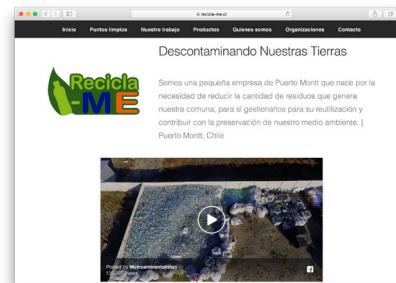 recicla-me.cl
Inicio Puntos limpios Nuestro trabajo Productos Quienes somos Organizaciones Contacto
Descontaminando Nuestras Tierras
Recicla
-ME
Somos una pequeña empresa de Puerto Montt que nace por la
necesidad de reducir la cantidad de residuos que genera
nuestra comuna, para si gestionarlos para su reutilización y
contribuir con la preservación de nuestro medio ambiente. |
Puerto Montt, Chile
Posted by Metroambientalistas
Views